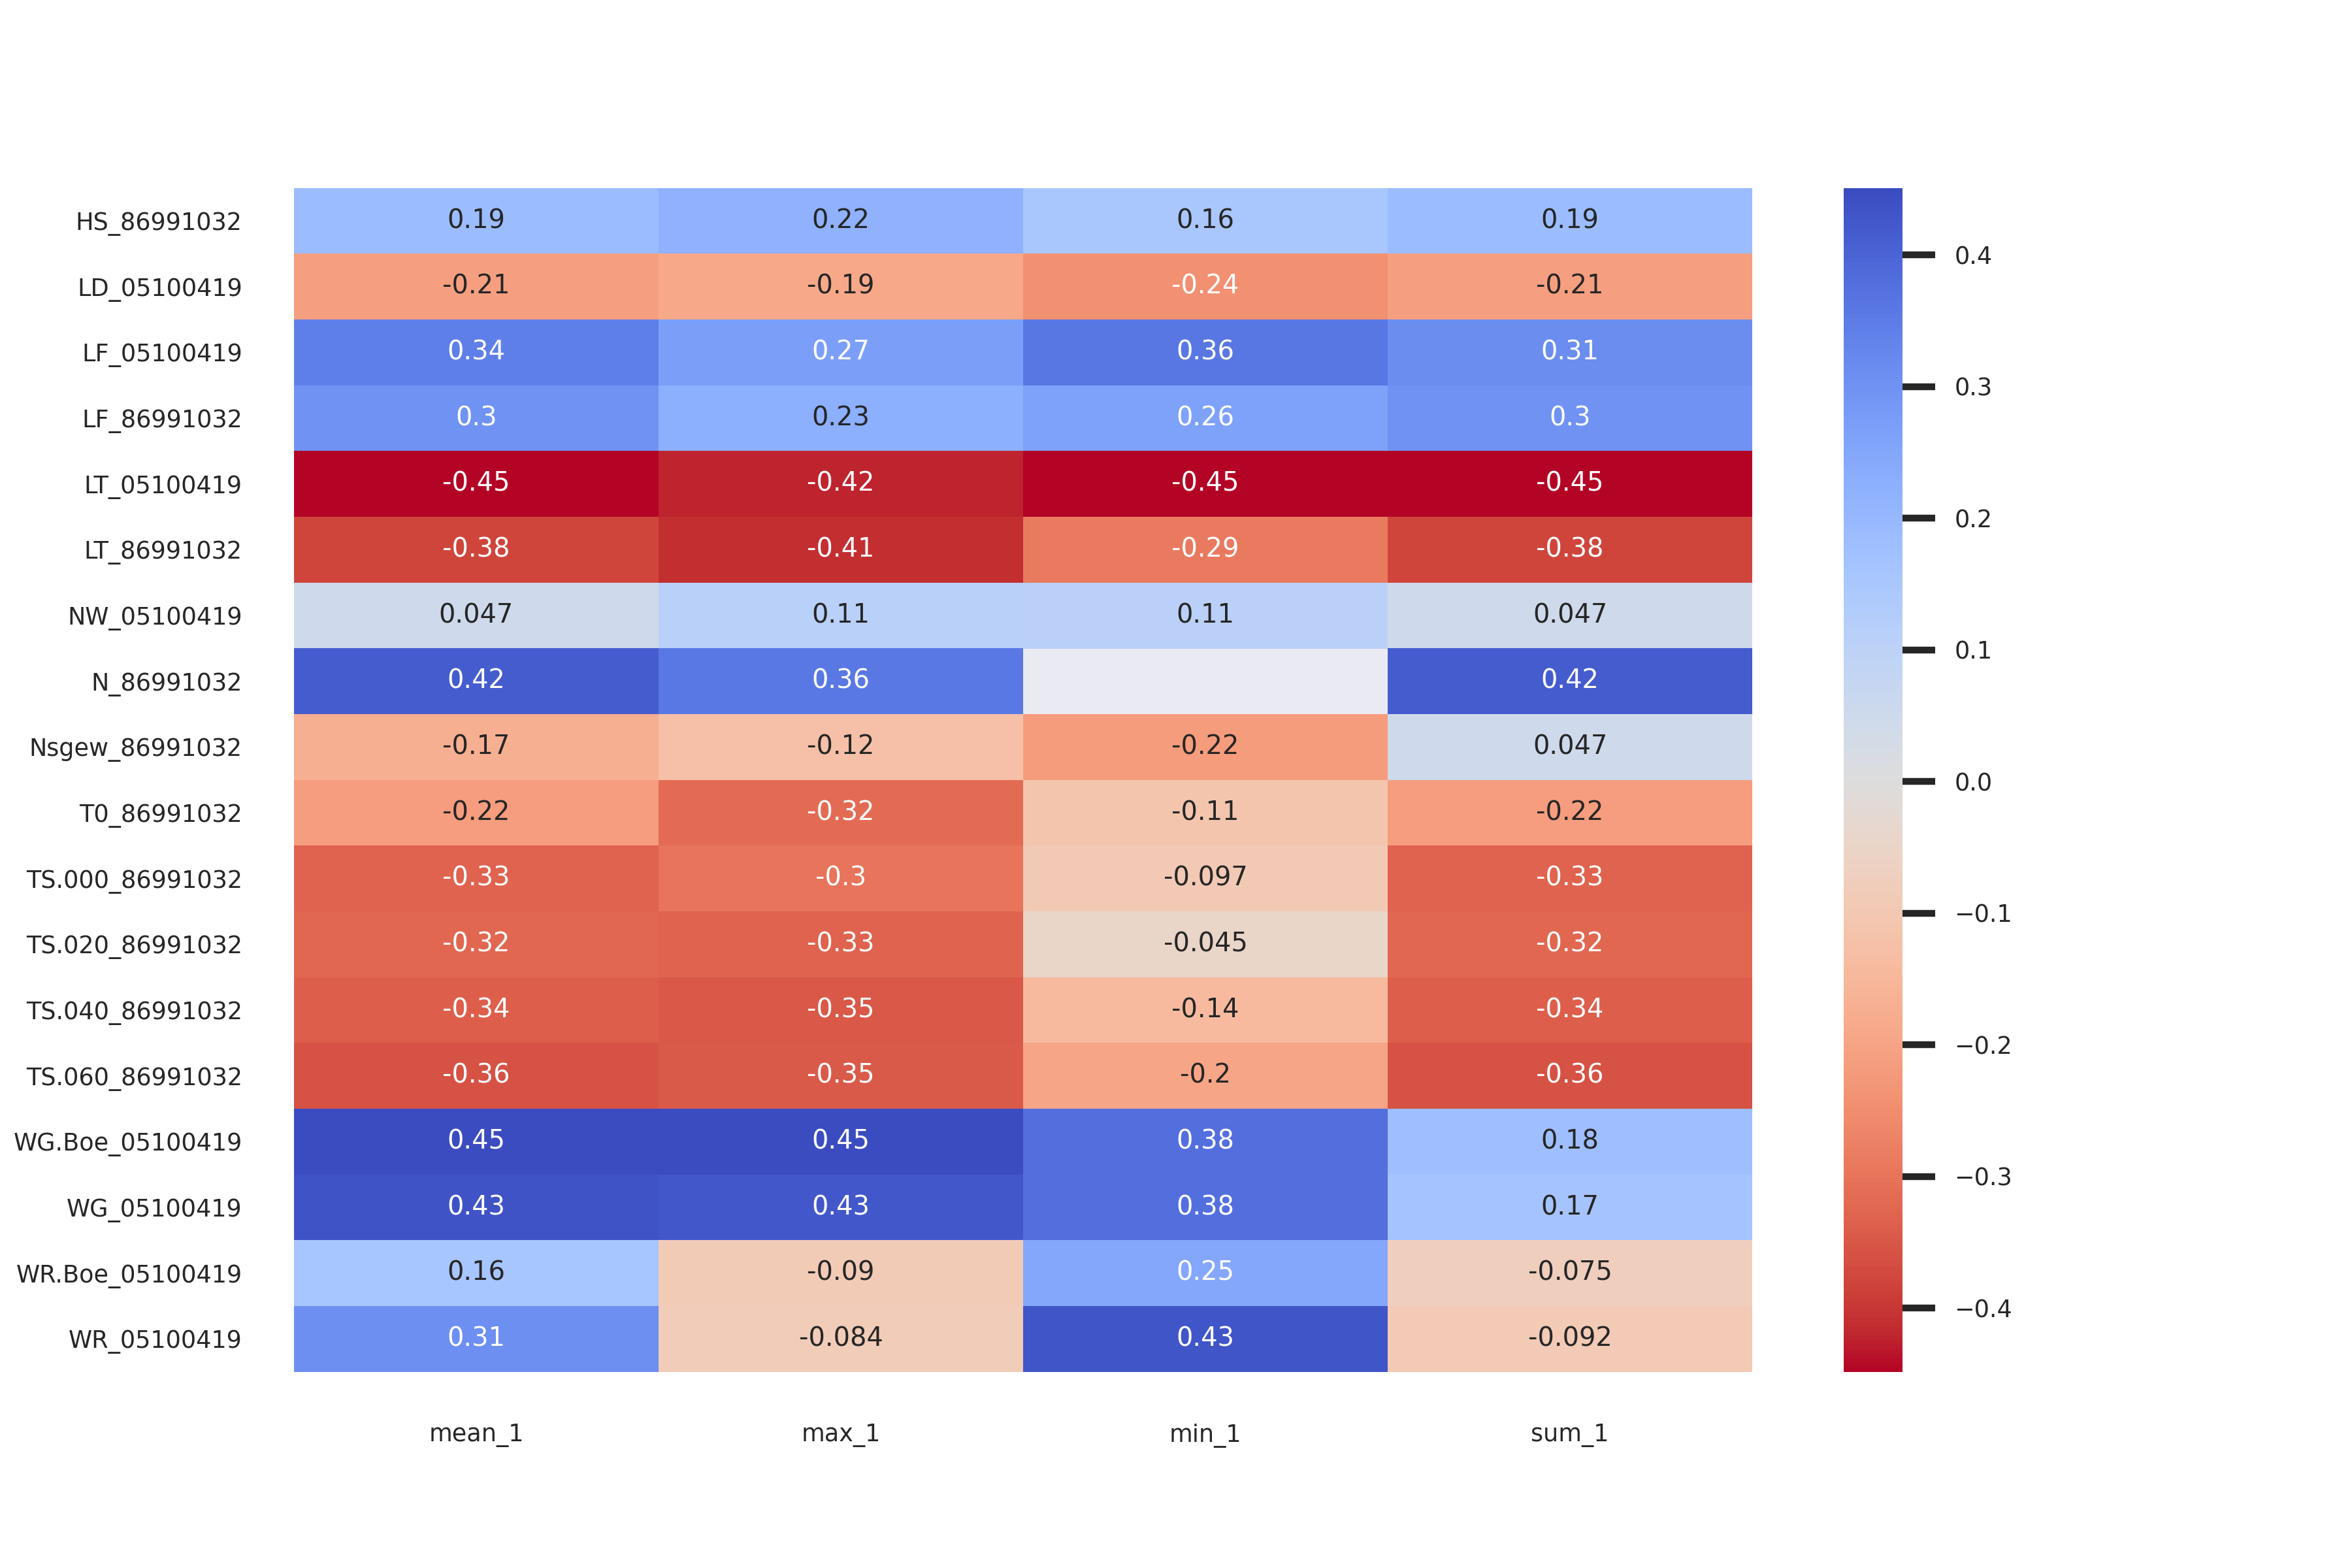 HS_86991032 0.19 0.22 0.16 0.19
LD_05100419 -0.21 -0.19 -0.24 -0.21
LF_05100419 0.34 0.27 0.36 0.31
LF_86991032 0.3 0.23 0.26 0.3
LT_05100419 -0.45 -0.42 -0.45 -0.45
LT_86991032 -0.38 -0.41 -0.29 -0.38
NW_05100419 0.047 0.11 0.11 0.047
N_86991032 0.42 0.36 0.42
Nsgew_86991032 -0.17 -0.12 -0.22 0.047
T0_86991032 -0.22 -0.32 -0.11 -0.22
TS.000_86991032 -0.33 -0.3 -0.097 -0.33
TS.020_86991032 -0.32 -0.33 -0.045 -0.32
TS.040_86991032 -0.34 -0.35 -0.14 -0.34
TS.060_86991032 -0.36 -0.35 -0.2 -0.36
WG.Boe_05100419 0.45 0.45 0.38 0.18
WG_05100419 0.43 0.43 0.38 0.17
WR.Boe_05100419 0.16 -0.09 0.25 -0.075
WR_05100419 0.31 -0.084 0.43 -0.092
mean_1 max_1 min_1 sum_1
0.4
0.3
0.2
0.1
0.0
−0.1
−0.2
−0.3
−0.4